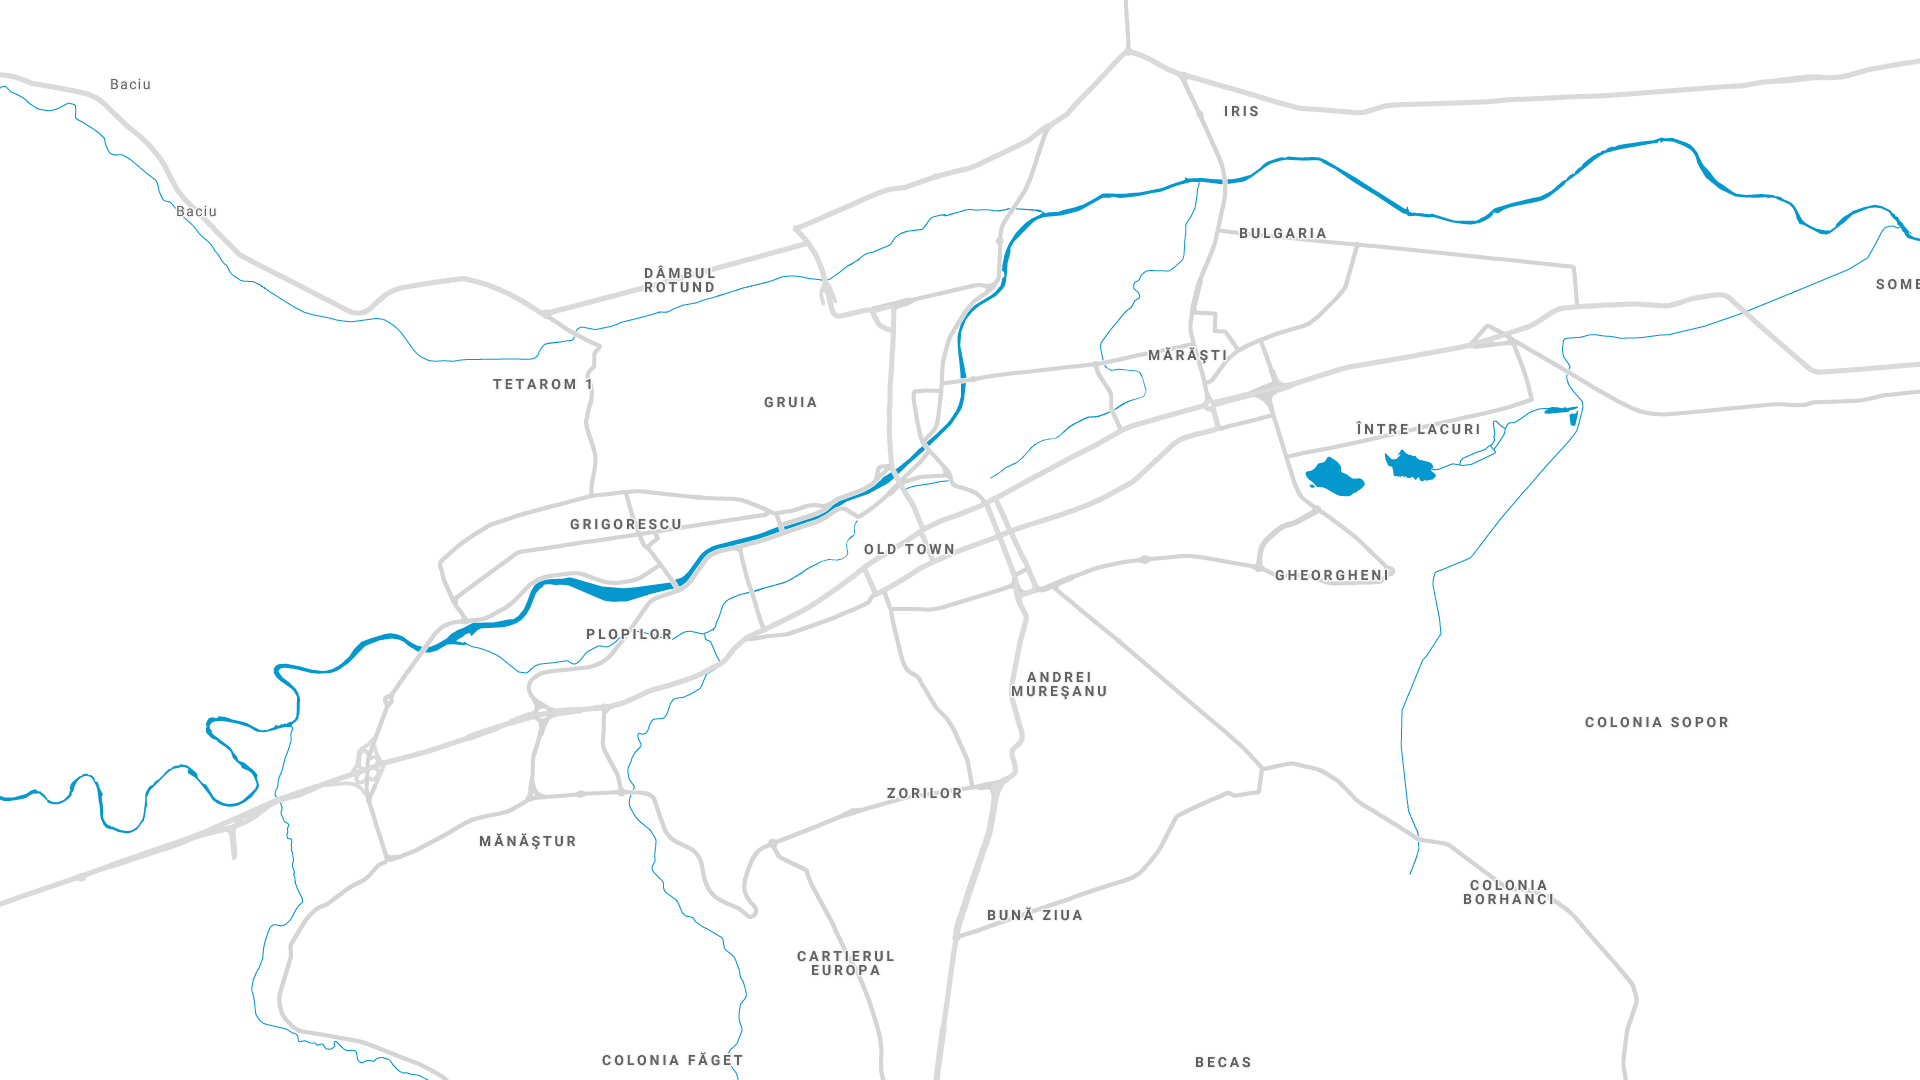 Baciu
IRIS
Baciu
BULGARIA
DÂMBUL
ROTUND
SOME
MĂRĂŞTI
TETAROM 1
GRUIA
ÎNTRE LACURI
GRIGORESCU
OLD TOWN
GHEORGHENI
PLOPILOR
ANDREI
MUREŞANU
COLONIA SOPOR
ZORILOR
MĂNĂŞTUR
COLONIA
BORHANCI
BUNĂ ZIUA
CARTIERUL
EUROPA
COLONIA FĂGET
BECAS